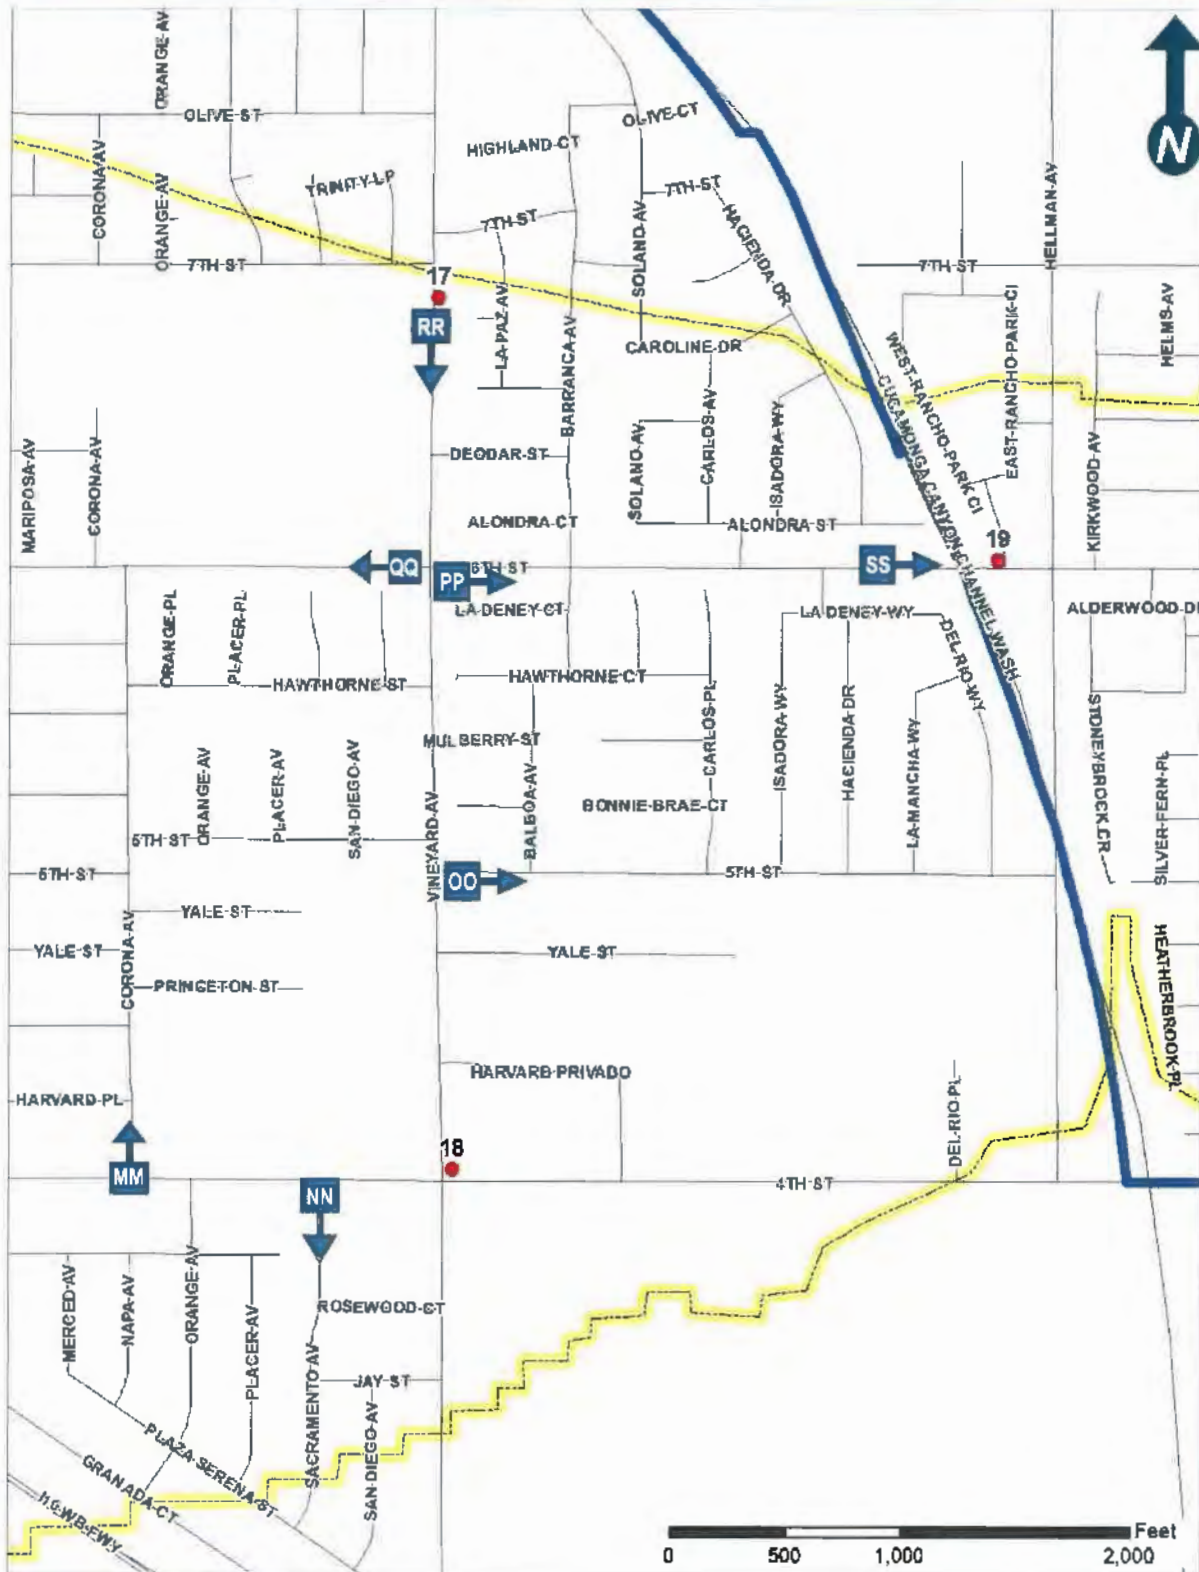 ORANGE-AV
OLIVE-ST
OLIVE-CT
HIGHLAND-CT
N
CORONA-AV
ORANGE-AV
TRINITY-LP
7TH-ST
7TH-ST
SOLANO-AV
HACIENDA-DR
HELLMAN-AV
7TH-ST
7TH-ST
17
RR
LA-PAZ-AV
BARRANCA-AV
CAROLINE-DR
WEST-RANCHO-PARK-CI
EAST-RANCHO-PARK-CI
HELMS-AV
CUCAMONGA-CANYON-CHANNEL-WASH
MARIPOSA-AV
CORONA-AV
DEODAR-ST
SOLANO-AV
CARLOS-AV
ISADORA-WY
KIRKWOOD-AV
ALONDRA-CT
ALONDRA-ST
19
QQ
PP
6TH-ST
SS
ORANGE-PL
PLACER-PL
LA-DENEY-CT
LA-DENEY-WY
ALDERWOOD-D
DEL-RIO-WY
HAWTHORNE-ST
HAWTHORNE-CT
CARLOS-PL
ISADORA-WY
HACIENDA-DR
LA-MANCHA-WY
STONEYBROCK-CR
SILVER-FERN-PL
MULBERRY-ST
ORANGE-AV
PLACER-AV
SAN-DIEGO-AV
BALBOA-AV
BONNIE-BRAE-CT
5TH-ST
VINEYARD-AV
5TH-ST
OO
5TH-ST
YALE-ST
YALE-ST
CORONA-AV
YALE-ST
HEATHERBROOK-PL
PRINCETON-ST
HARVARD-PRIVADO
HARVARD-PL
DEL-RIO-PL
18
MM
NN
4TH-ST
MERCED-AV
NAPA-AV
ORANGE-AV
PLACER-AV
ROSEWOOD-CT
SACRAMENTO-AV
JAY-ST
SAN-DIEGO-AV
PLAZA-SERENA-ST
GRANADA-CT
I10-WB-FWY
Feet
0 500 1,000 2,000